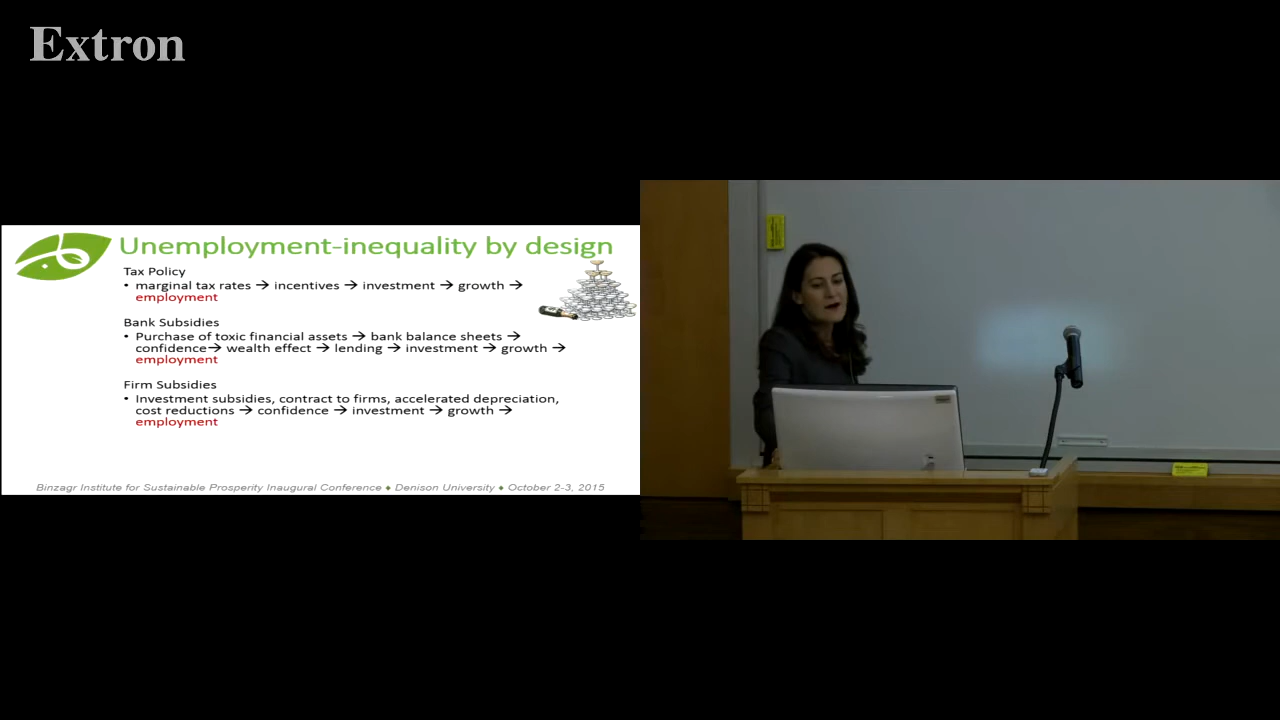 Extron
Unemployment-inequality by design
Tax Policy
• marginal tax rates → incentives → investment → growth →
employment
Bank Subsidies
• Purchase of toxic financial assets → bank balance sheets →
confidence→ wealth effect → lending → investment → growth →
employment
Firm Subsidies
• Investment subsidies, contract to firms, accelerated depreciation,
cost reductions → confidence → investment → growth →
employment
Binzagr Institute for Sustainable Prosperity Inaugural Conference ♦ Denison University ♦ October 2-3, 2015